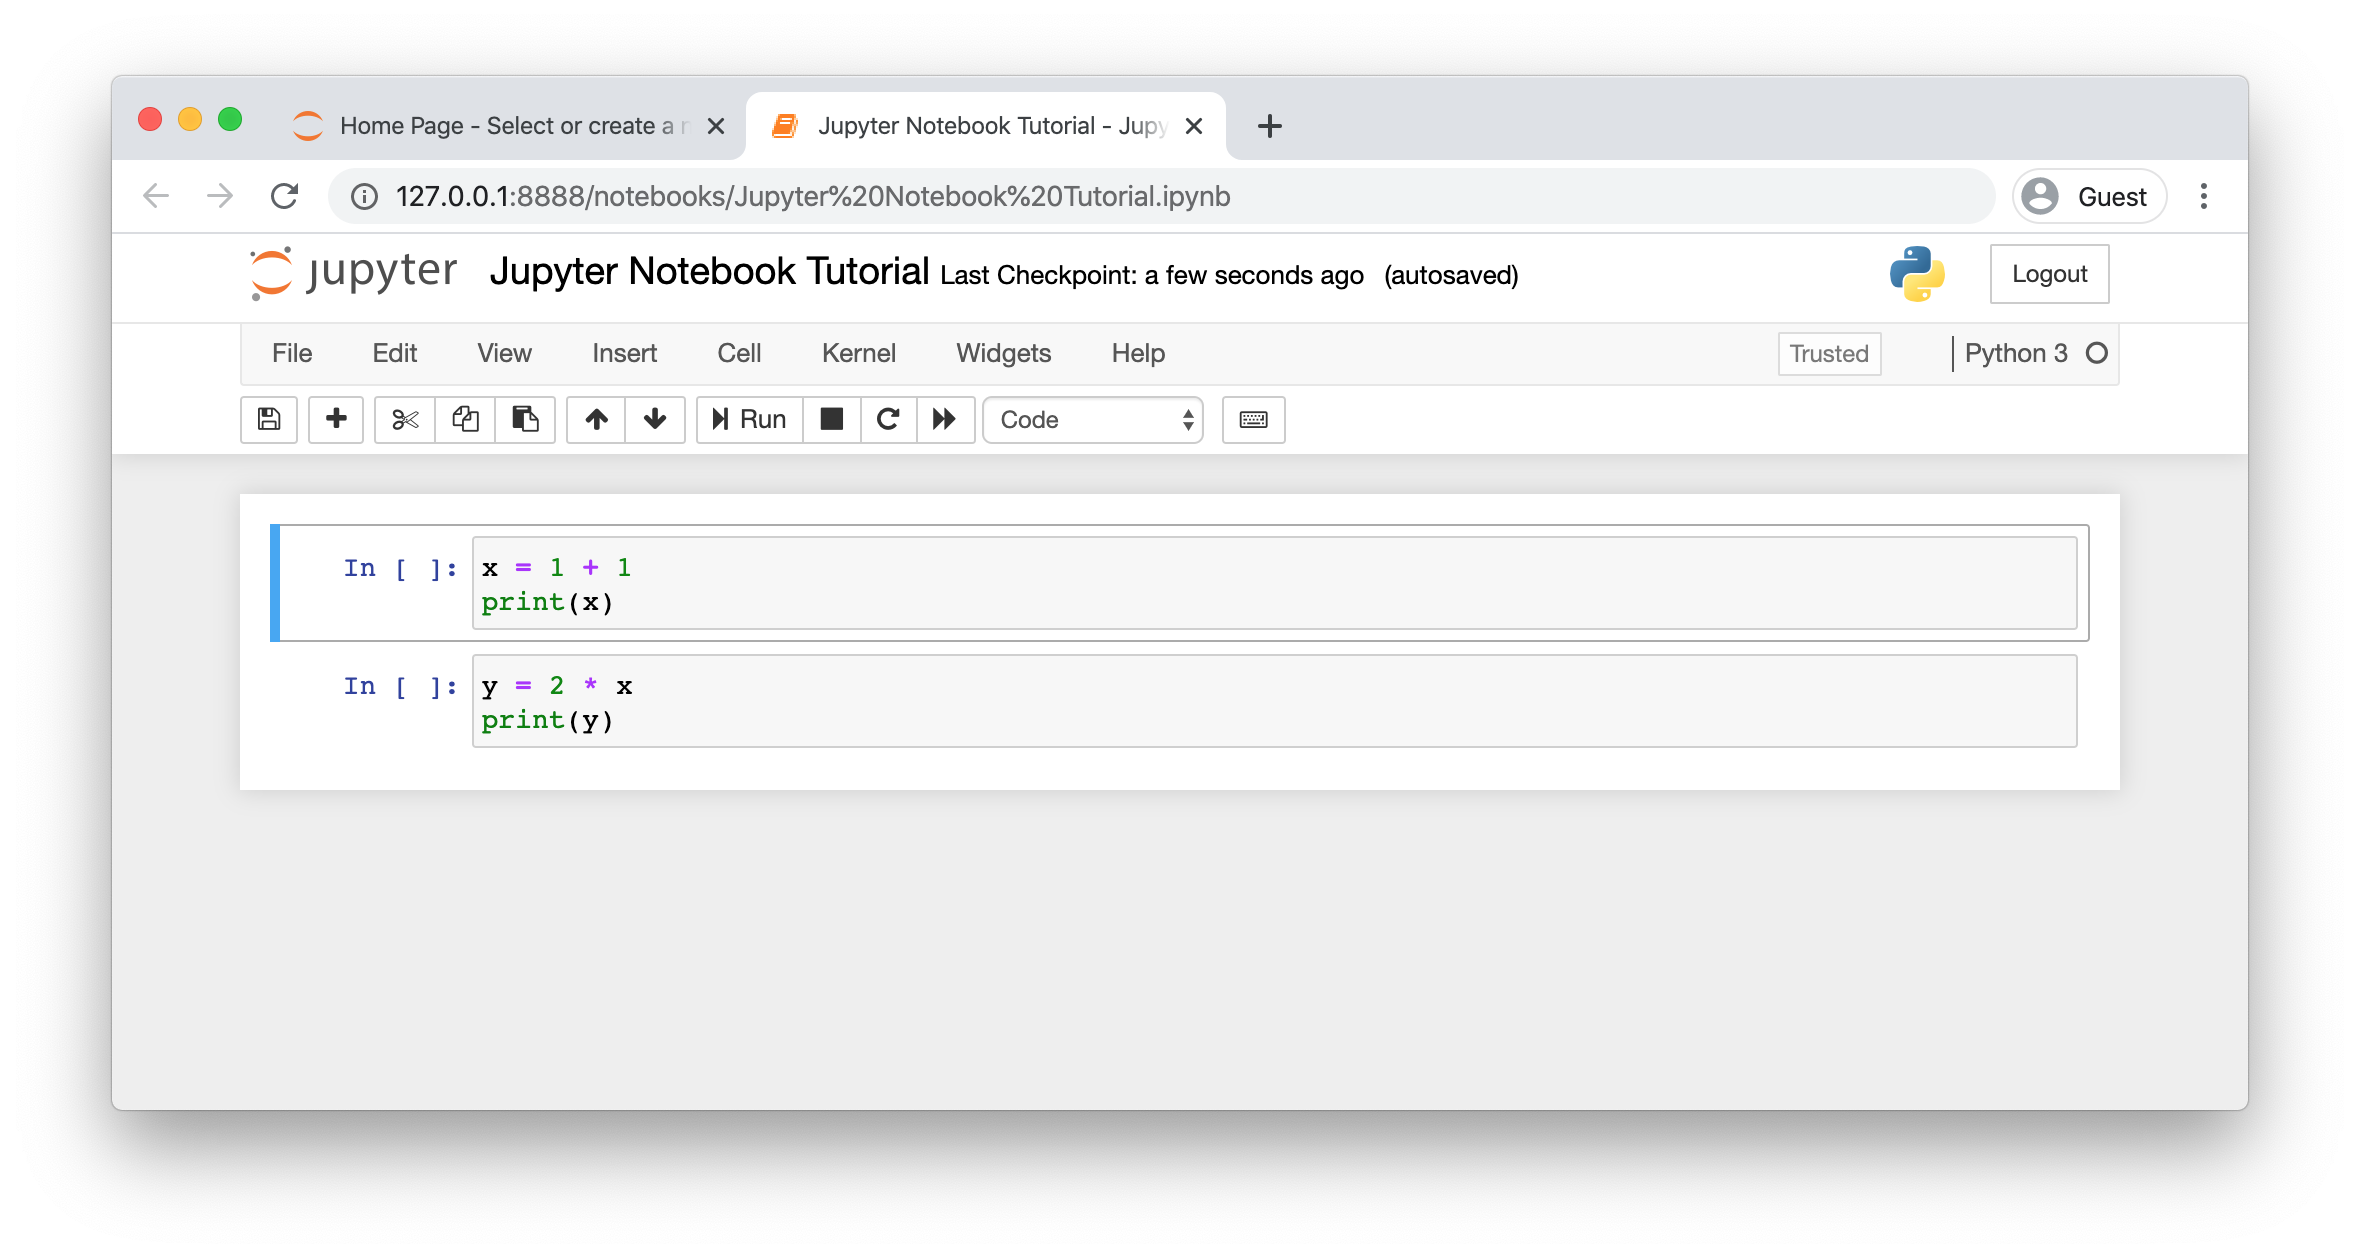 Home Page - Select or create a
Jupyter Notebook Tutorial - Jupy
127.0.0.1:8888/notebooks/Jupyter%20Notebook%20Tutorial.ipynb
Guest
jupyter Jupyter Notebook Tutorial Last Checkpoint: a few seconds ago (autosaved)
Logout
File Edit View Insert Cell Kernel Widgets Help
Trusted
Python 3
Run
Code
In [ ]: x = 1 + 1
print(x)
In [ ]: y = 2 * x
print(y)